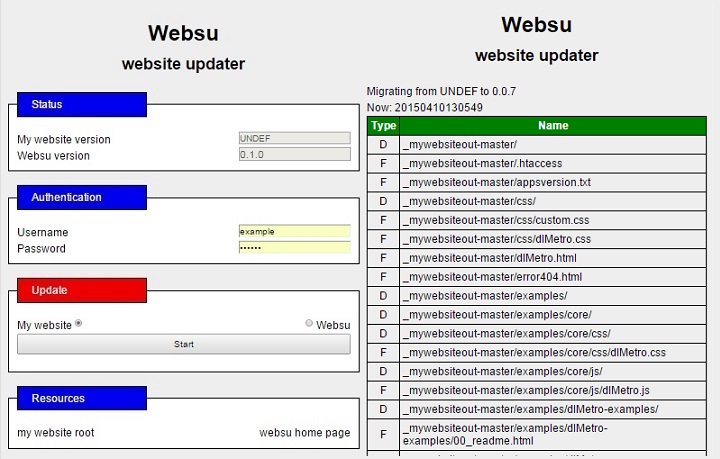 Websu
website updater
Status
My website version UNDEF
Websu version 0.1.0
Authentication
Username example
Password ••••••
Update
My website Websu
Start
Resources
my website root websu home page
Websu
website updater
Migrating from UNDEF to 0.0.7
Now: 20150410130549
Type Name
D _mywebsiteout-master/
F _mywebsiteout-master/.htaccess
F _mywebsiteout-master/appsversion.txt
D _mywebsiteout-master/css/
F _mywebsiteout-master/css/custom.css
F _mywebsiteout-master/css/dlMetro.css
F _mywebsiteout-master/dlMetro.html
F _mywebsiteout-master/error404.html
D _mywebsiteout-master/examples/
D _mywebsiteout-master/examples/core/
D _mywebsiteout-master/examples/core/css/
F _mywebsiteout-master/examples/core/css/dlMetro.css
D _mywebsiteout-master/examples/core/js/
F _mywebsiteout-master/examples/core/js/dlMetro.js
D _mywebsiteout-master/examples/dlMetro-examples/
F _mywebsiteout-master/examples/dlMetro-
examples/00_readme.html